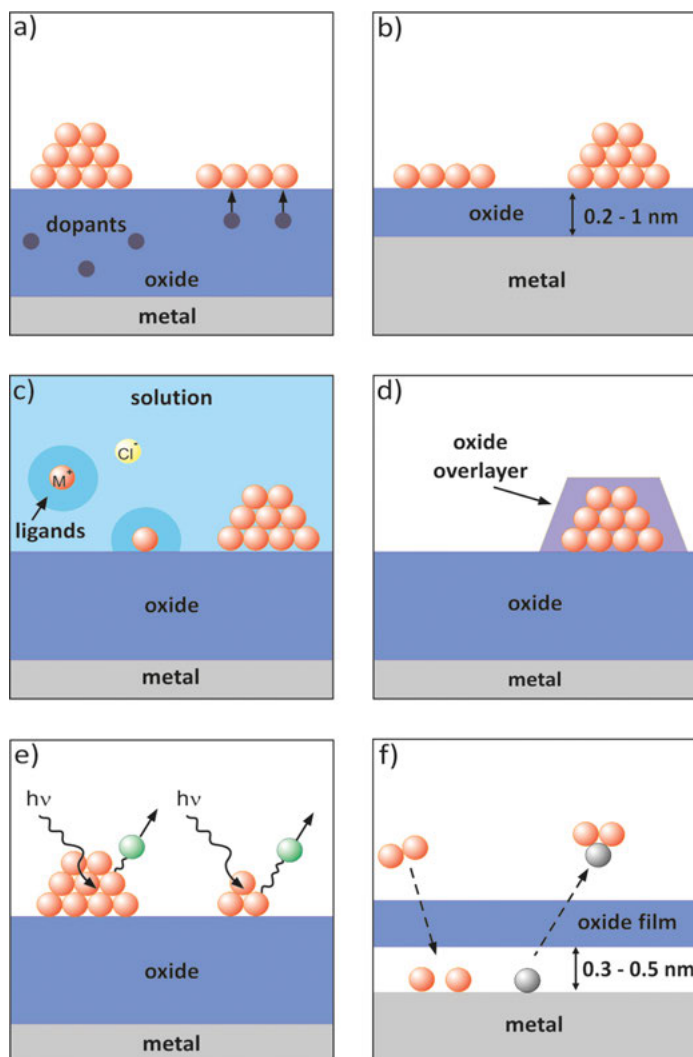 a)
dopants
oxide
metal
b)
oxide
0.2 - 1 nm
metal
c)
solution
M+
Cl-
ligands
oxide
metal
d)
oxide
overlayer
oxide
metal
e)
hν
hν
oxide
metal
f)
oxide film
0.3 - 0.5 nm
metal